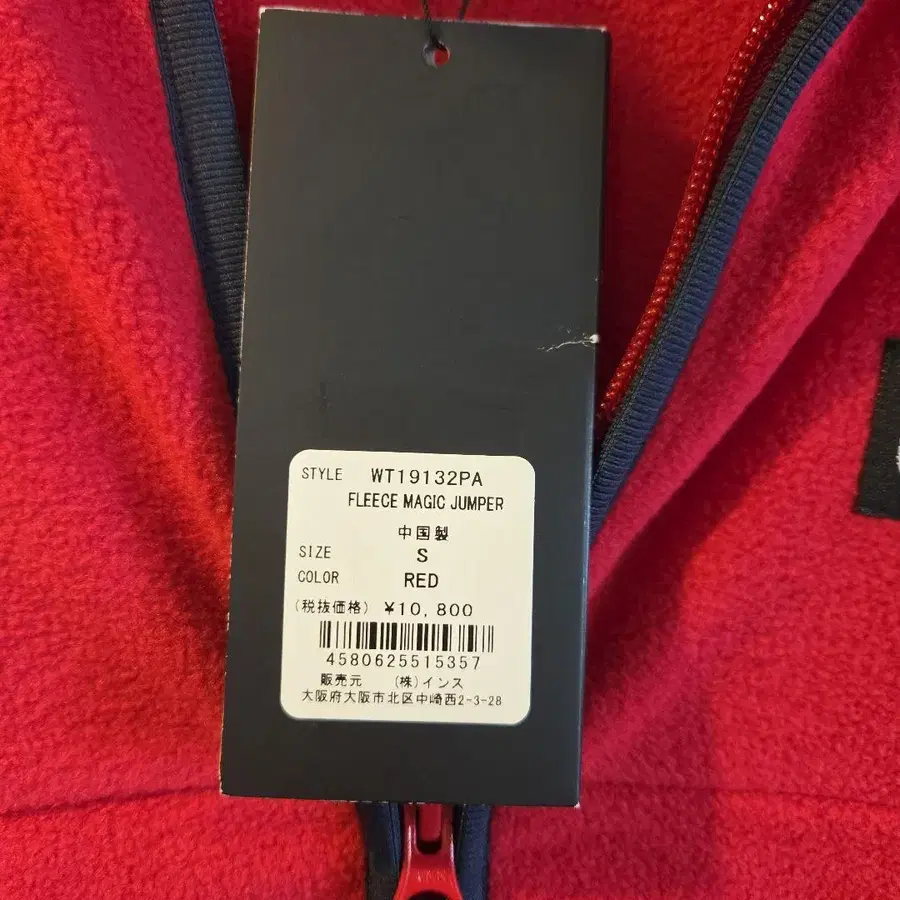 STYLE WT19132PA
FLEECE MAGIC JUMPER
中国製
SIZE S
COLOR RED
(税抜価格) ¥10,800
4580625515357
販売元 (株)インス
大阪府大阪市北区中崎西2-3-28